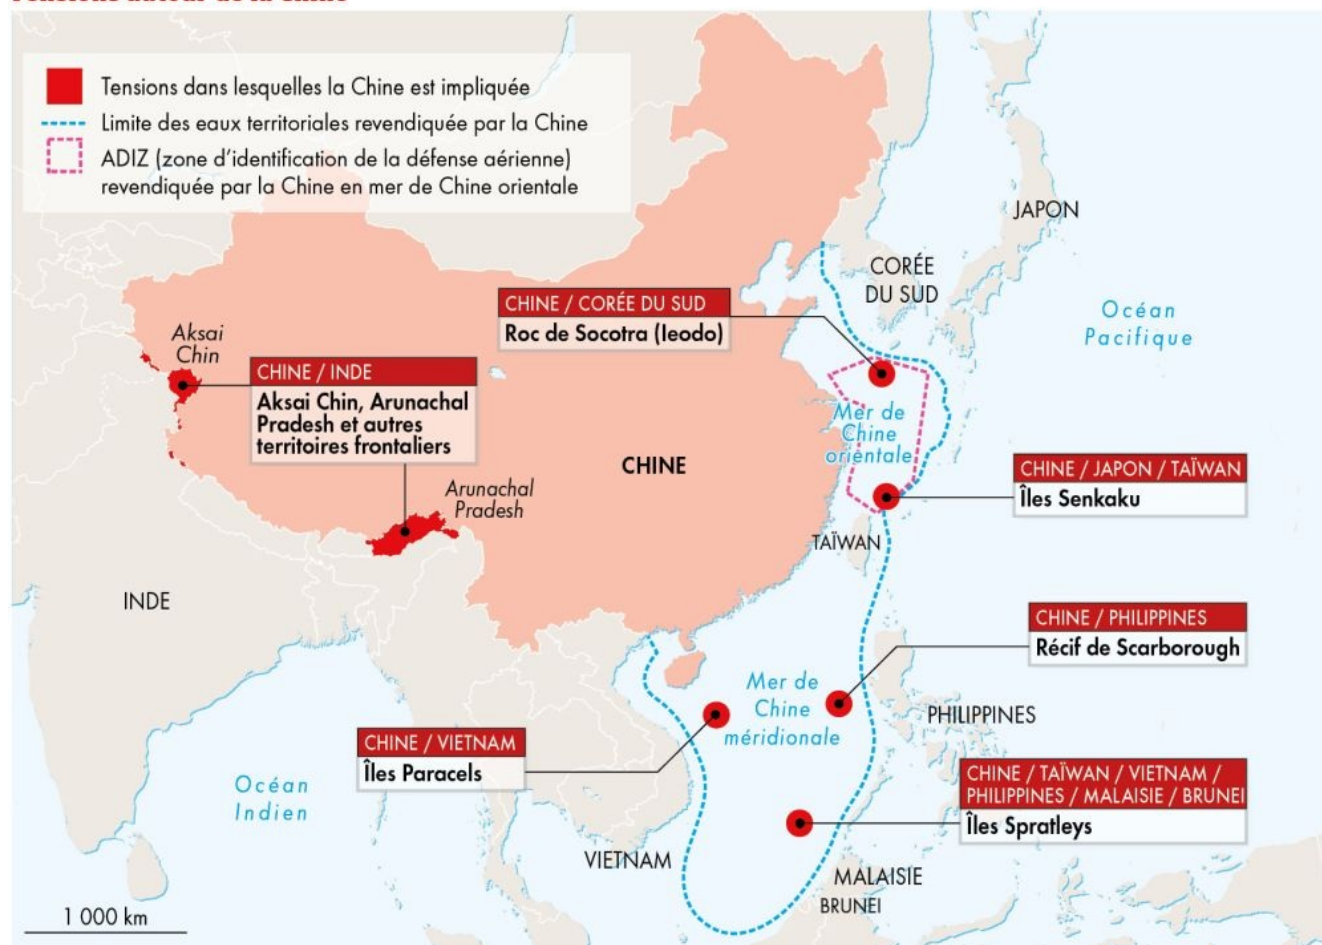 Tensions autour de la Chine
Tensions dans lesquelles la Chine est impliquée
Limite des eaux territoriales revendiquée par la Chine
ADIZ (zone d'identification de la défense aérienne)
revendiquée par la Chine en mer de Chine orientale
JAPON
CORÉE
DU SUD
CHINE / CORÉE DU SUD
Roc de Socotra (Ieodo)
Océan
Pacifique
Aksai
Chin
CHINE / INDE
Aksai Chin, Arunachal
Pradesh et autres
territoires frontaliers
Mer de
Chine
orientale
CHINE
CHINE / JAPON / TAÏWAN
Îles Senkaku
Arunachal
Pradesh
TAÏWAN
INDE
CHINE / PHILIPPINES
Récif de Scarborough
Mer de
Chine
méridionale
PHILIPPINES
CHINE / VIETNAM
Îles Paracels
Océan
Indien
CHINE / TAÏWAN / VIETNAM /
PHILIPPINES / MALAISIE / BRUNEI
Îles Spratleys
VIETNAM
MALAISIE
BRUNEI
1 000 km